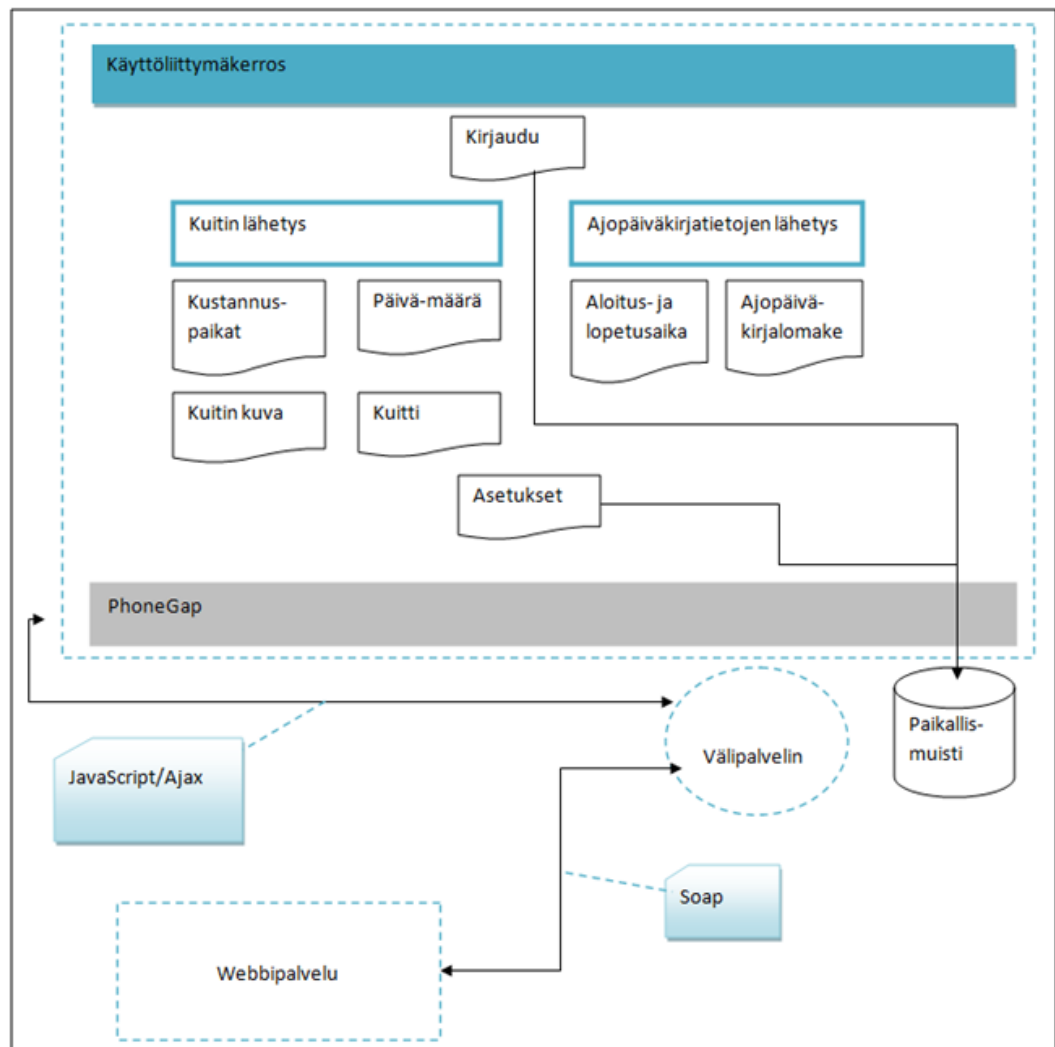 Käyttöliittymäkerros
Kirjaudu
Kuitin lähetys
Ajopäiväkirjatietojen lähetys
Kustannus-
paikat
Päivä-määrä
Aloitus- ja
lopetusaika
Ajopäivä-
kirjalomake
Kuitin kuva
Kuitti
Asetukset
PhoneGap
JavaScript/Ajax
Välipalvelin
Paikallis-
muisti
Soap
Webbipalvelu